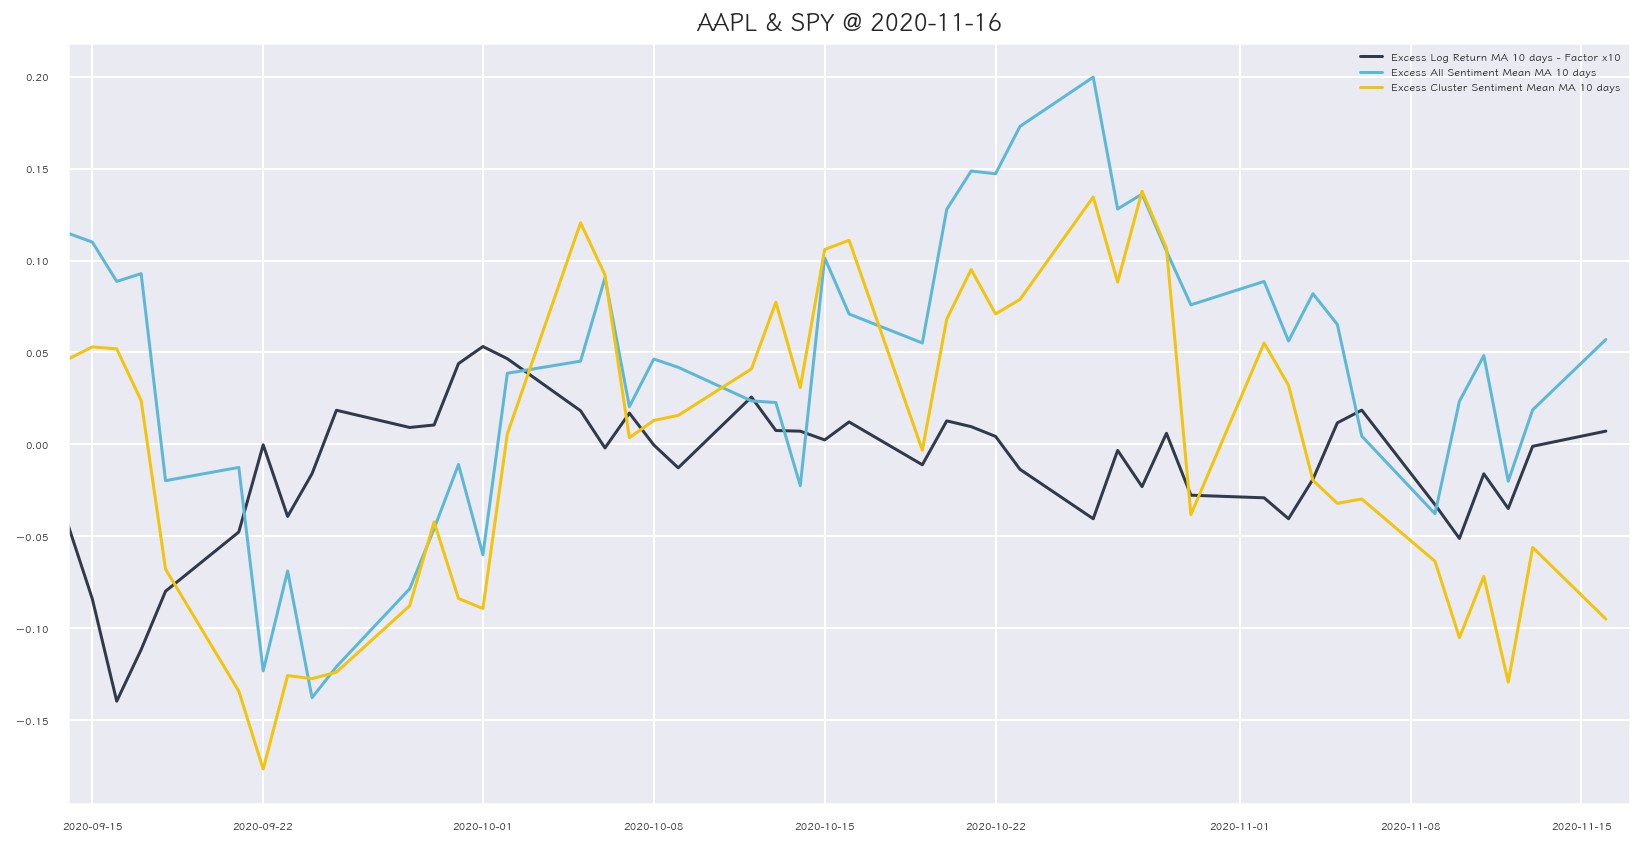 AAPL & SPY @ 2020-11-16
Excess Log Return MA 10 days - Factor x10
Excess All Sentiment Mean MA 10 days
Excess Cluster Sentiment Mean MA 10 days
0.20
0.15
0.10
0.05
0.00
−0.05
−0.10
−0.15
2020-09-15 2020-09-22 2020-10-01 2020-10-08 2020-10-15 2020-10-22 2020-11-01 2020-11-08 2020-11-15